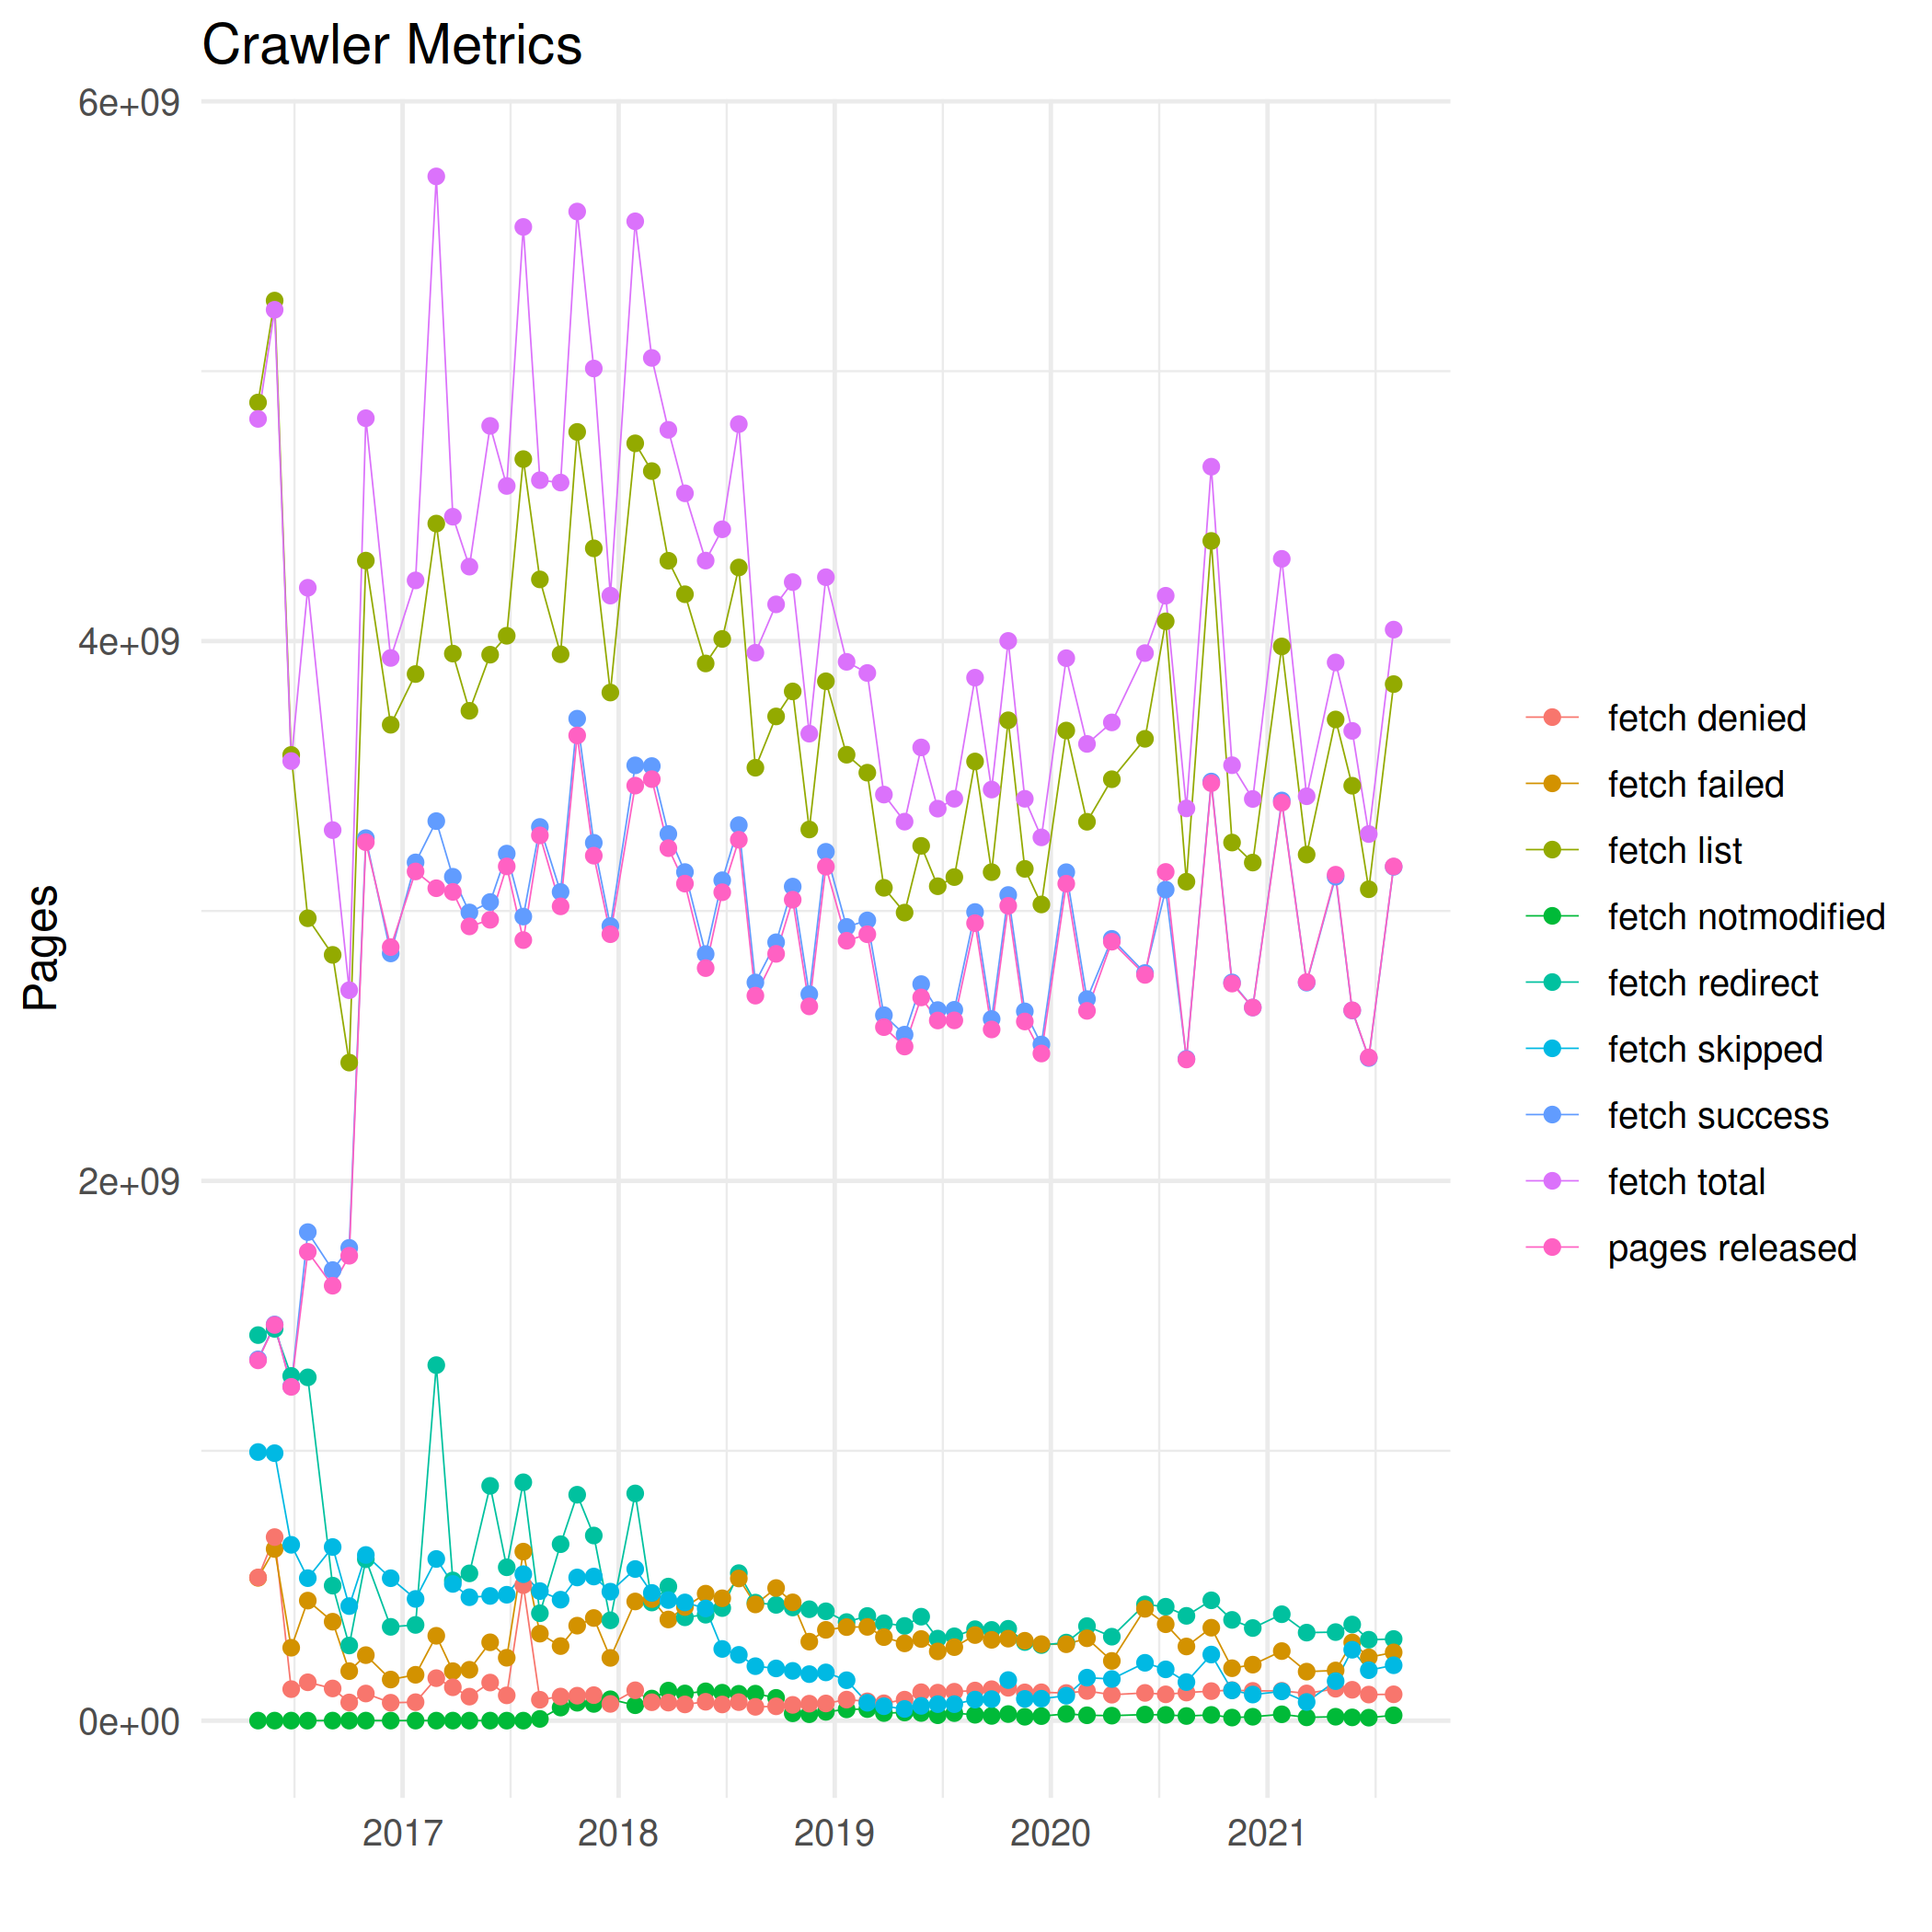 Crawler Metrics
6e+09
4e+09
2e+09
0e+00
Pages
2017
2018
2019
2020
2021
fetch denied
fetch failed
fetch list
fetch notmodified
fetch redirect
fetch skipped
fetch success
fetch total
pages released